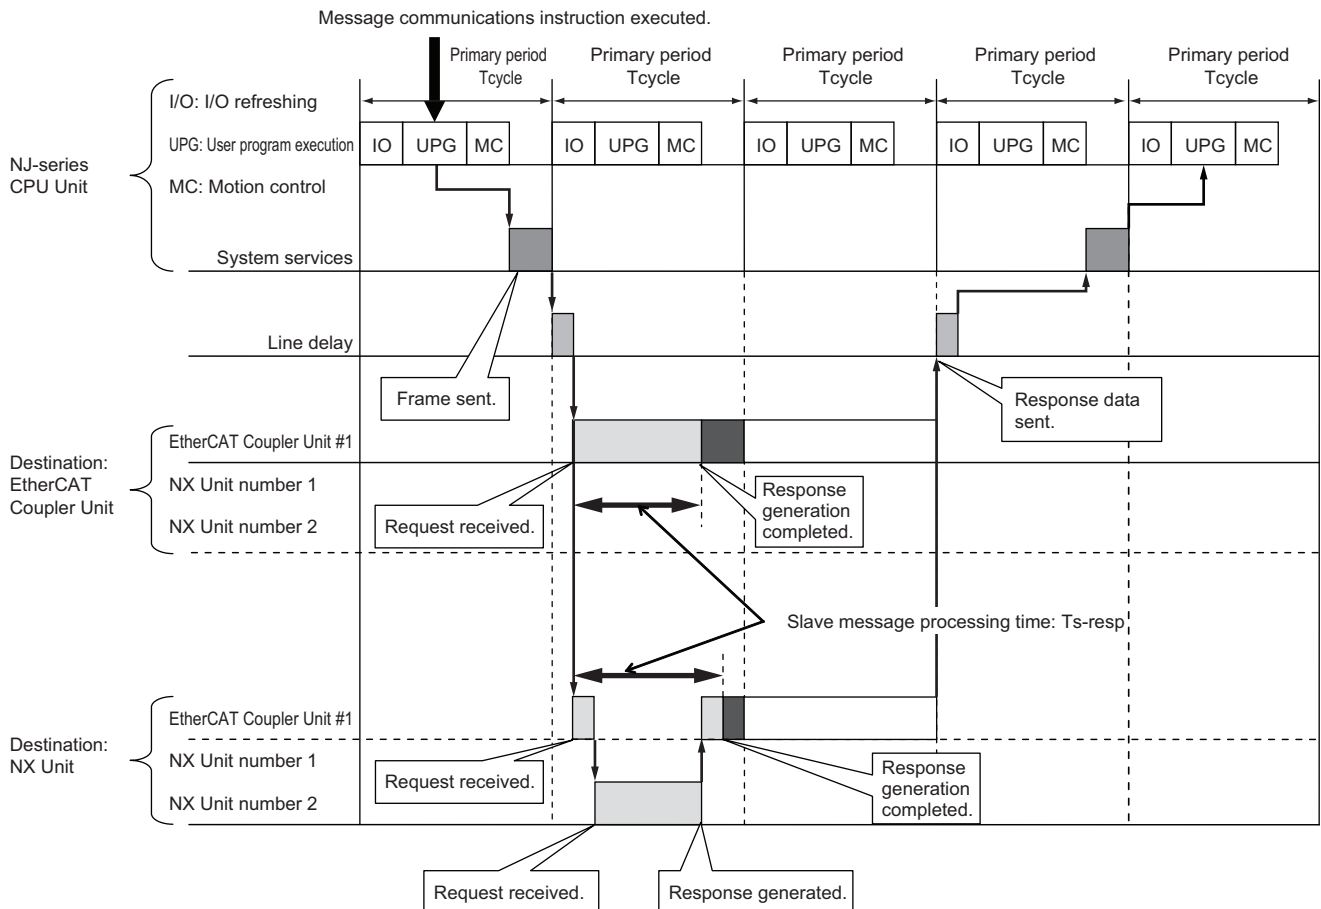 Message communications instruction executed.
Primary period
Tcycle
Primary period
Tcycle
Primary period
Tcycle
Primary period
Tcycle
Primary period
Tcycle
NJ-series
CPU Unit
I/O: I/O refreshing
UPG: User program execution
MC: Motion control
IO UPG MC
IO UPG MC
IO UPG MC
IO UPG MC
IO UPG MC
System services
Line delay
Frame sent.
Response data
sent.
Destination:
EtherCAT
Coupler Unit
EtherCAT Coupler Unit #1
NX Unit number 1
NX Unit number 2
Request received.
Response
generation
completed.
Slave message processing time: Ts-resp
Destination:
NX Unit
EtherCAT Coupler Unit #1
NX Unit number 1
NX Unit number 2
Request received.
Response
generation
completed.
Request received.
Response generated.